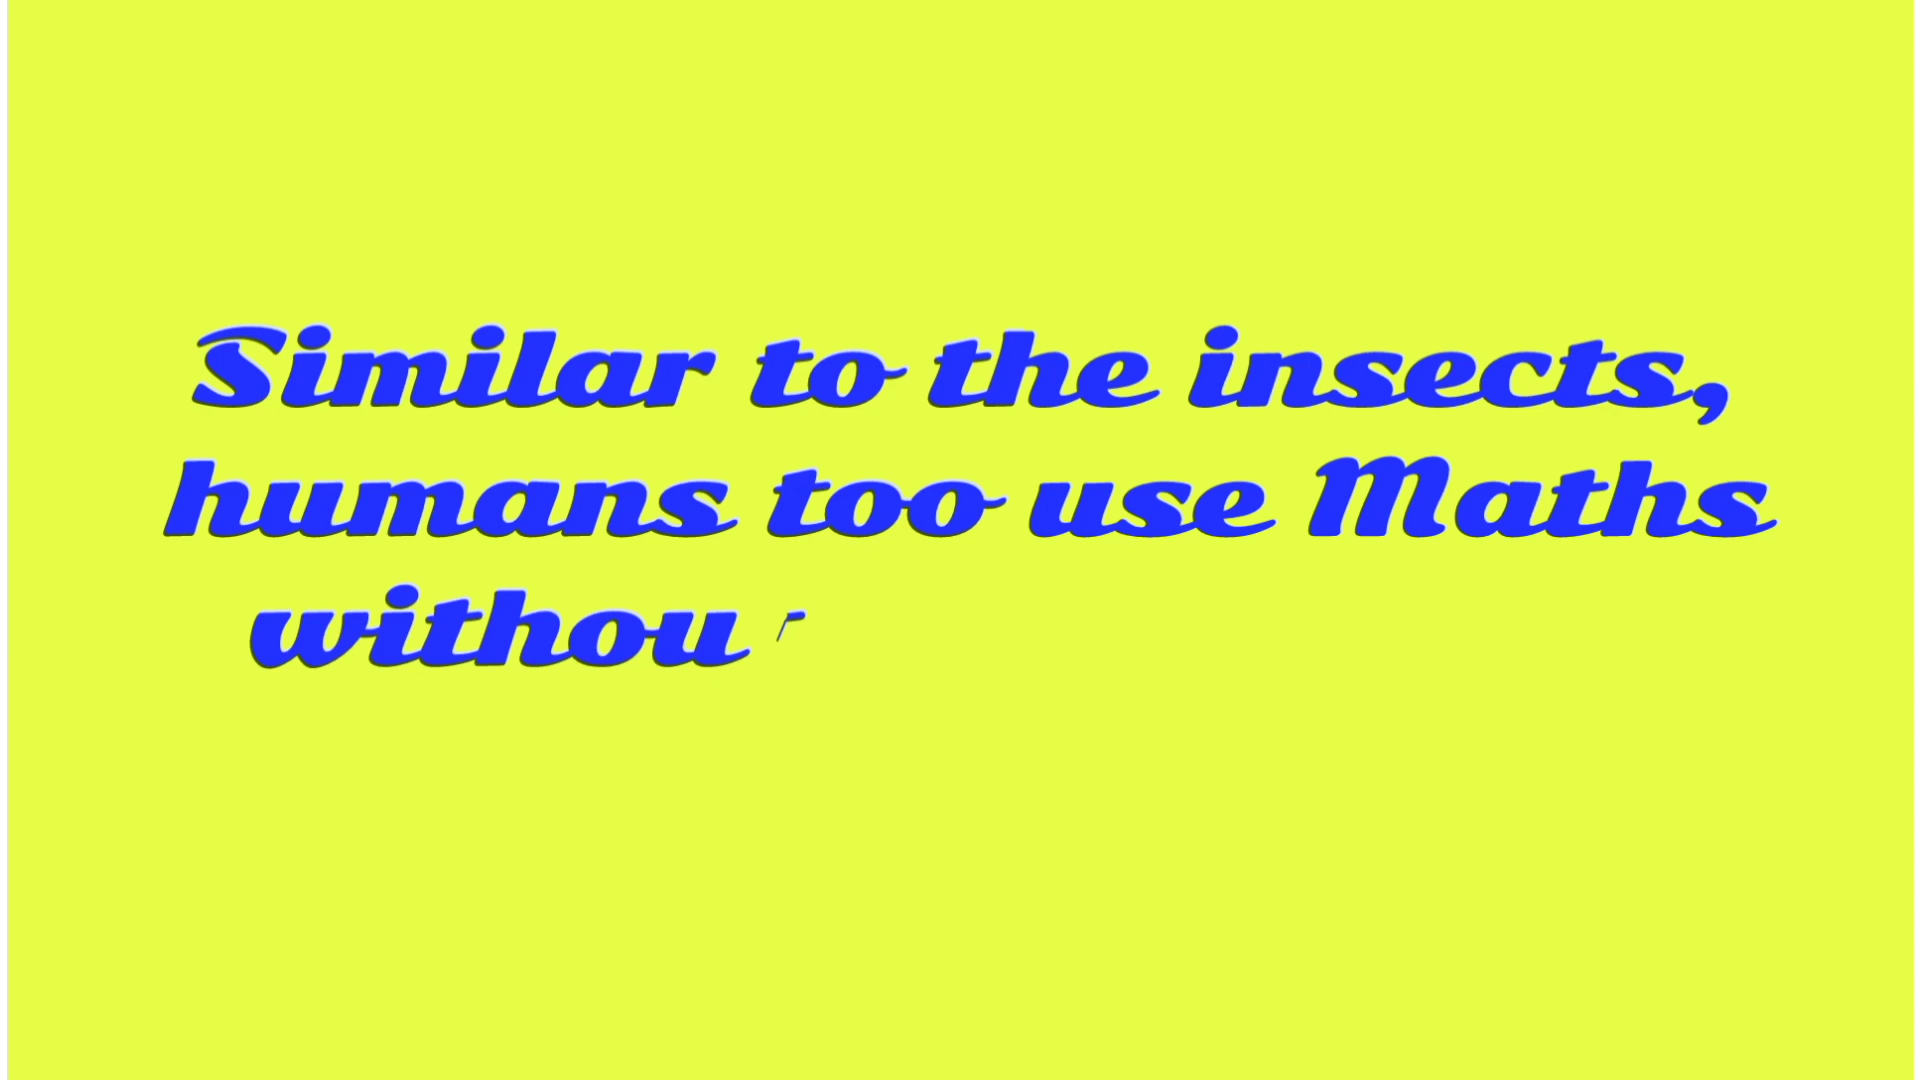 Similar to the insects,
humans too use Maths
withou